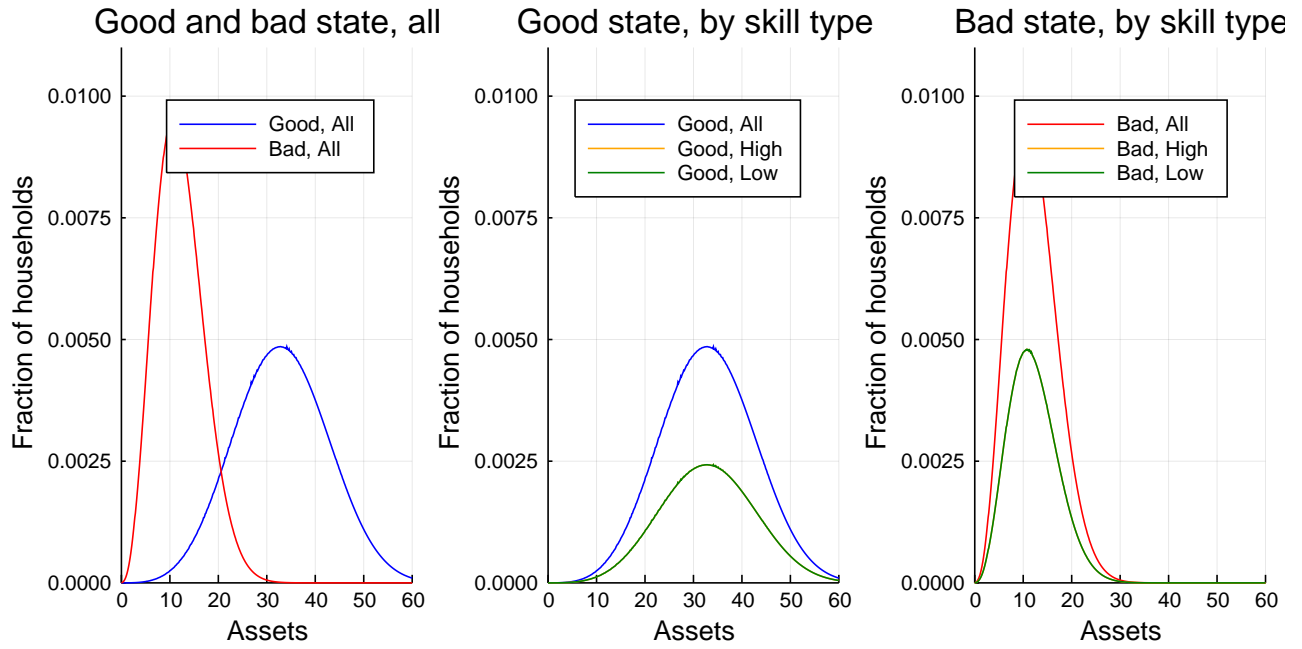 Good and bad state, all
Fraction of households
0.0100
0.0075
0.0050
0.0025
0.0000
Good, All
Bad, All
0 10 20 30 40 50 60
Assets
Good state, by skill type
Fraction of households
0.0100
0.0075
0.0050
0.0025
0.0000
Good, All
Good, High
Good, Low
0 10 20 30 40 50 60
Assets
Bad state, by skill type
Fraction of households
0.0100
0.0075
0.0050
0.0025
0.0000
Bad, All
Bad, High
Bad, Low
0 10 20 30 40 50 60
Assets